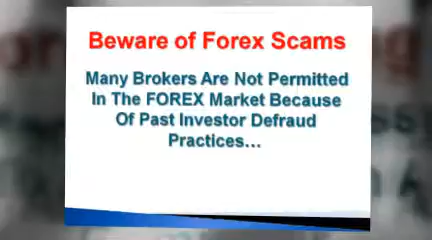 Beware of Forex Scams
Many Brokers Are Not Permitted
In The FOREX Market Because
Of Past Investor Defraud
Practices...